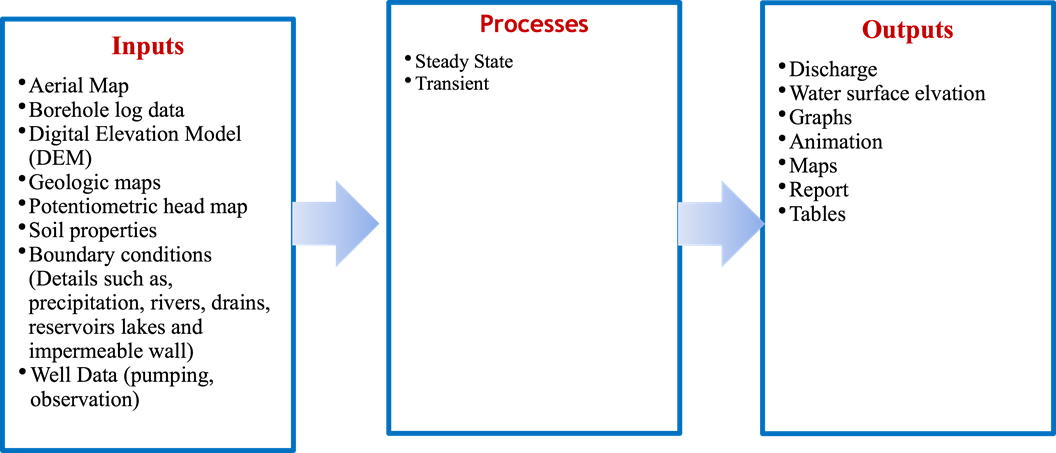 Inputs
• Aerial Map
• Borehole log data
• Digital Elevation Model
(DEM)
• Geologic maps
• Potentiometric head map
• Soil properties
• Boundary conditions
(Details such as,
precipitation, rivers, drains,
reservoirs lakes and
impermeable wall)
• Well Data (pumping,
observation)
Processes
• Steady State
• Transient
Outputs
• Discharge
• Water surface elvation
• Graphs
• Animation
• Maps
• Report
• Tables